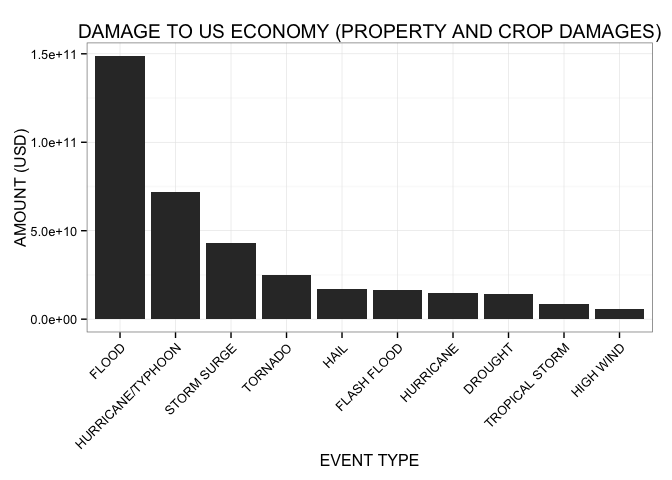 DAMAGE TO US ECONOMY (PROPERTY AND CROP DAMAGES)
AMOUNT (USD)
1.5e+11
1.0e+11
5.0e+10
0.0e+00
FLOOD
HURRICANE/TYPHOON
STORM SURGE
TORNADO
HAIL
FLASH FLOOD
HURRICANE
DROUGHT
TROPICAL STORM
HIGH WIND
EVENT TYPE